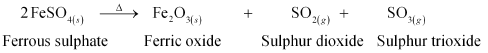 2FeSO₄₍ₛ₎ —Δ→ Fe₂O₃₍ₛ₎ + SO₂₍g₎ + SO₃₍g₎
Ferrous sulphate Ferric oxide Sulphur dioxide Sulphur trioxide